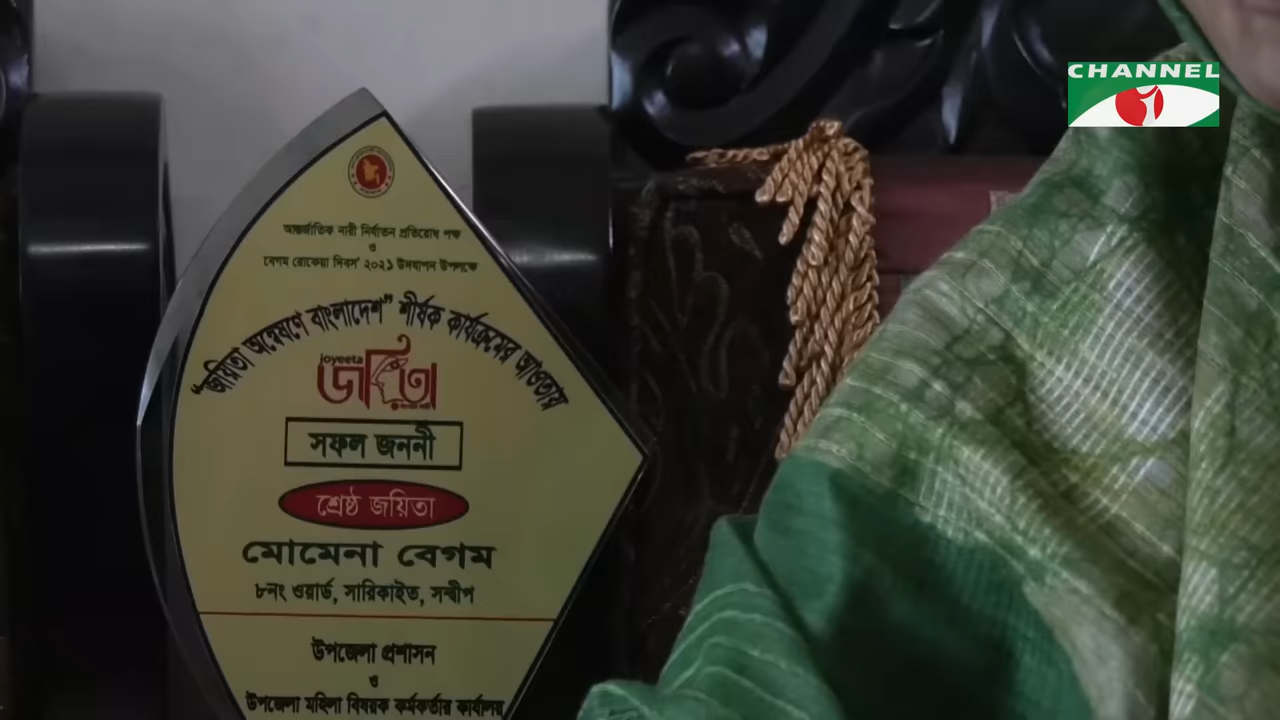 CHANNEL
আন্তর্জাতিক নারী নির্যাতন প্রতিরোধ পক্ষ
ও
বেগম রোকেয়া দিবস' ২০২১ উদযাপন উপলক্ষে
"জয়িতা অন্বেষণে বাংলাদেশ" শীর্ষক কার্যক্রমের আওতায়
joyeeta
জয়িতা
সফল জননী
শ্রেষ্ঠ জয়িতা
মোমেনা বেগম
৮নং ওয়ার্ড, সারিকাইত, সন্দ্বীপ
উপজেলা প্রশাসন
ও
উপজেলা মহিলা বিষয়ক কর্মকর্তার কার্যালয়